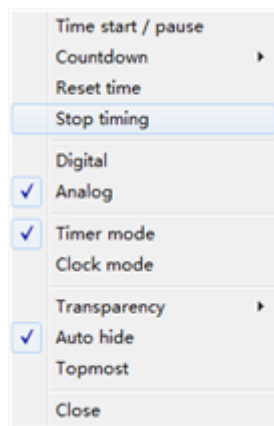 Time start / pause
Countdown
Reset time
Stop timing
Digital
Analog
Timer mode
Clock mode
Transparency
Auto hide
Topmost
Close